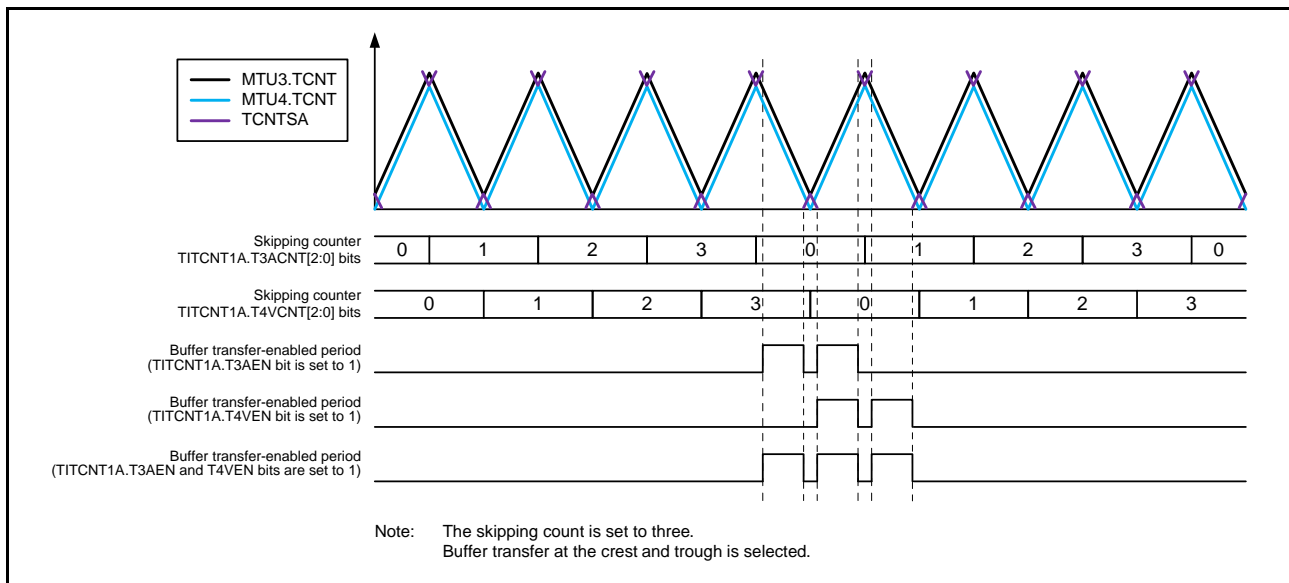 MTU3.TCNT
MTU4.TCNT
TCNTSA
Skipping counter
TITCNT1A.T3ACNT[2:0] bits
0 1 2 3 0 1 2 3 0
Skipping counter
TITCNT1A.T4VCNT[2:0] bits
0 1 2 3 0 1 2 3
Buffer transfer-enabled period
(TITCNT1A.T3AEN bit is set to 1)
Buffer transfer-enabled period
(TITCNT1A.T4VEN bit is set to 1)
Buffer transfer-enabled period
(TITCNT1A.T3AEN and T4VEN bits are set to 1)
Note: The skipping count is set to three.
Buffer transfer at the crest and trough is selected.